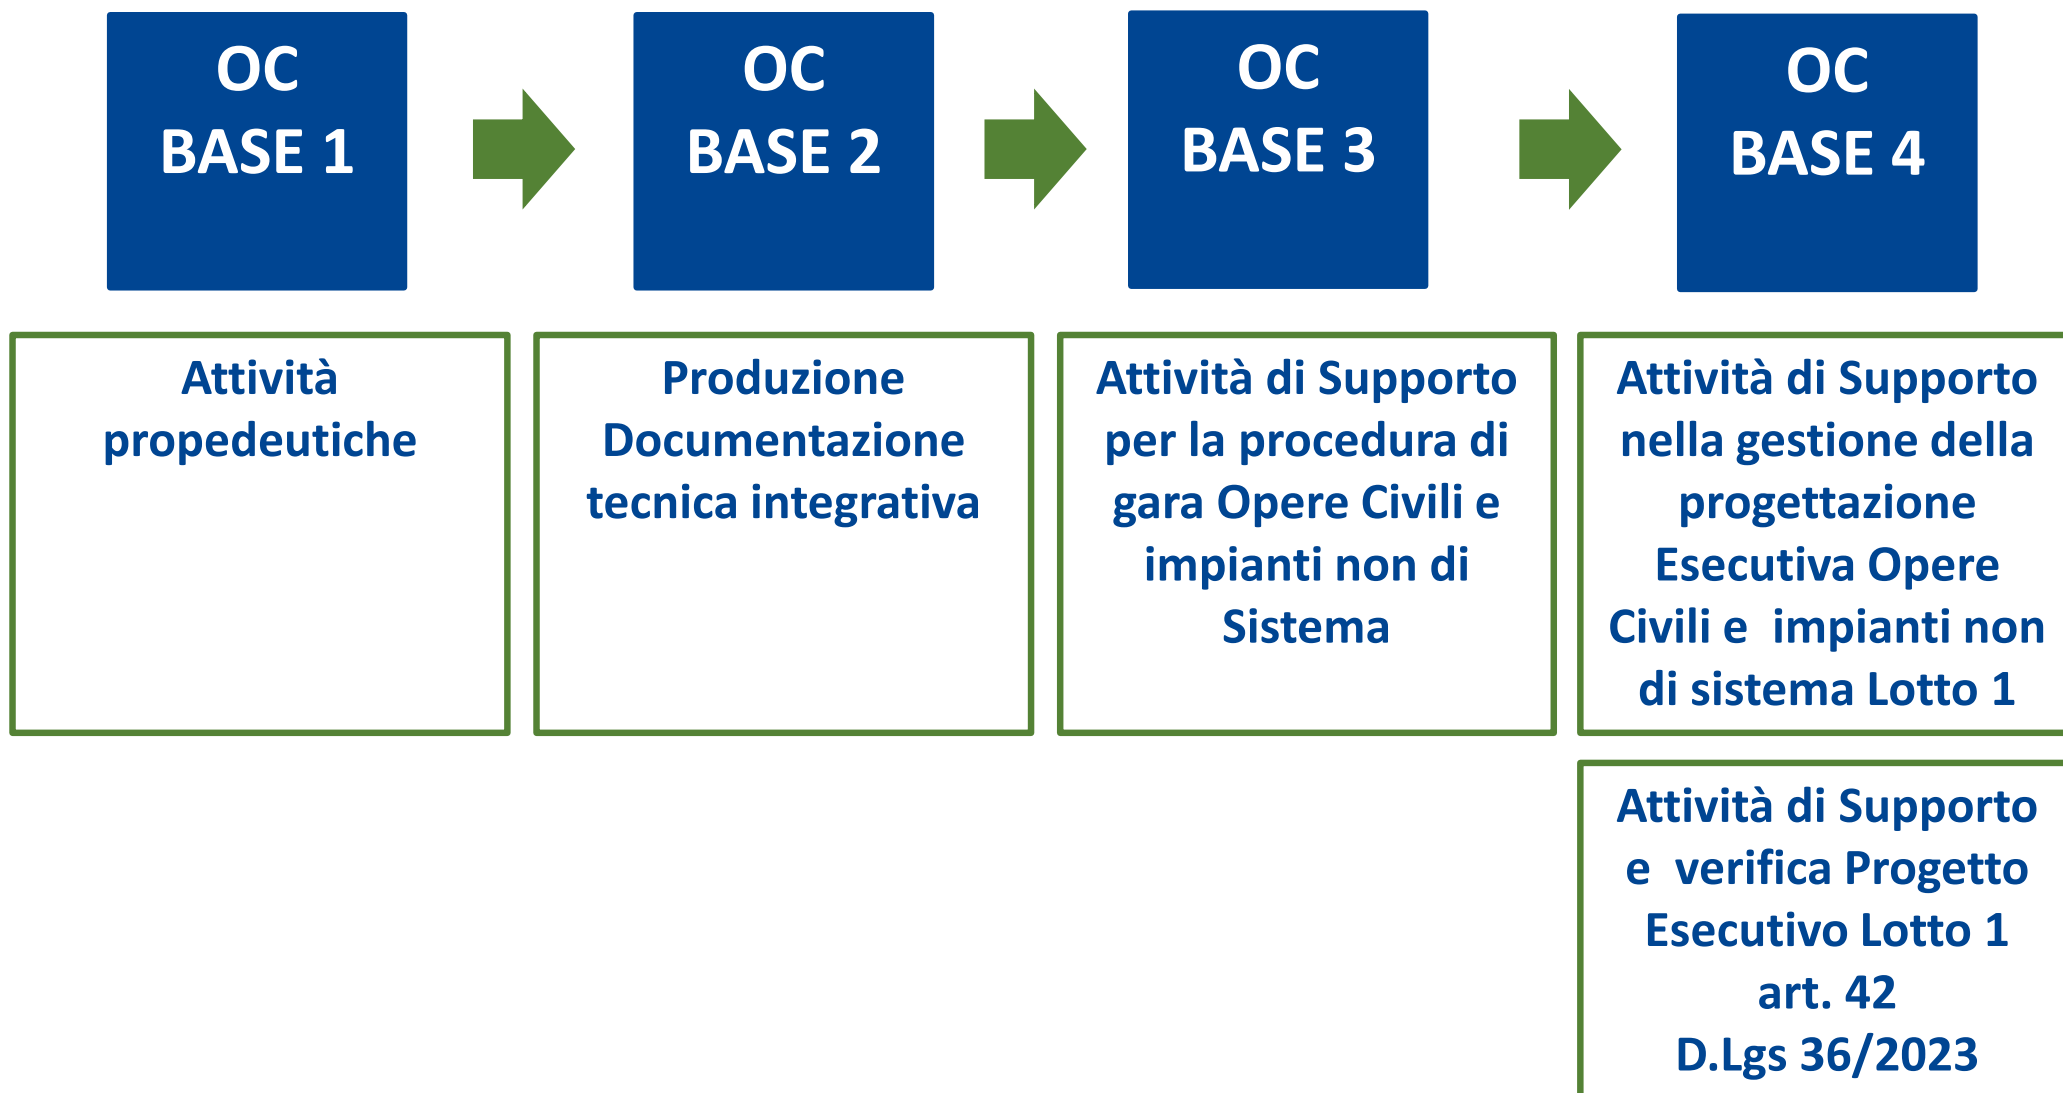 OC
BASE 1
OC
BASE 2
OC
BASE 3
OC
BASE 4
Attività
propedeutiche
Produzione
Documentazione
tecnica integrativa
Attività di Supporto
per la procedura di
gara Opere Civili e
impianti non di
Sistema
Attività di Supporto
nella gestione della
progettazione
Esecutiva Opere
Civili e  impianti non
di sistema Lotto 1
Attività di Supporto
e  verifica Progetto
Esecutivo Lotto 1
art. 42
D.Lgs 36/2023